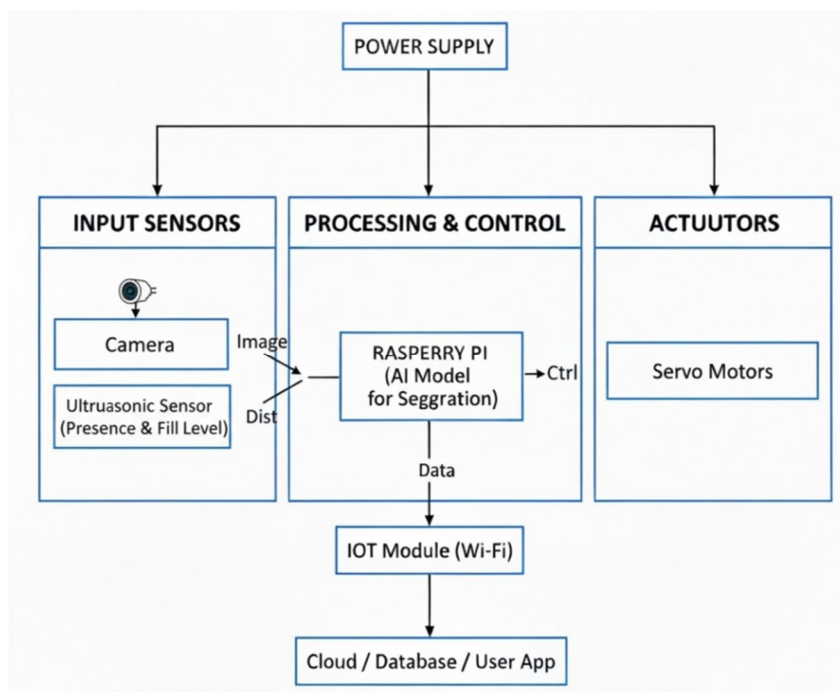 POWER SUPPLY
INPUT SENSORS
Camera
Ultruasonic Sensor
(Presence & Fill Level)
Image
Dist
PROCESSING & CONTROL
RASPERRY PI
(AI Model
for Seggration)
Ctrl
Data
ACTUUTORS
Servo Motors
IOT Module (Wi-Fi)
Cloud / Database / User App